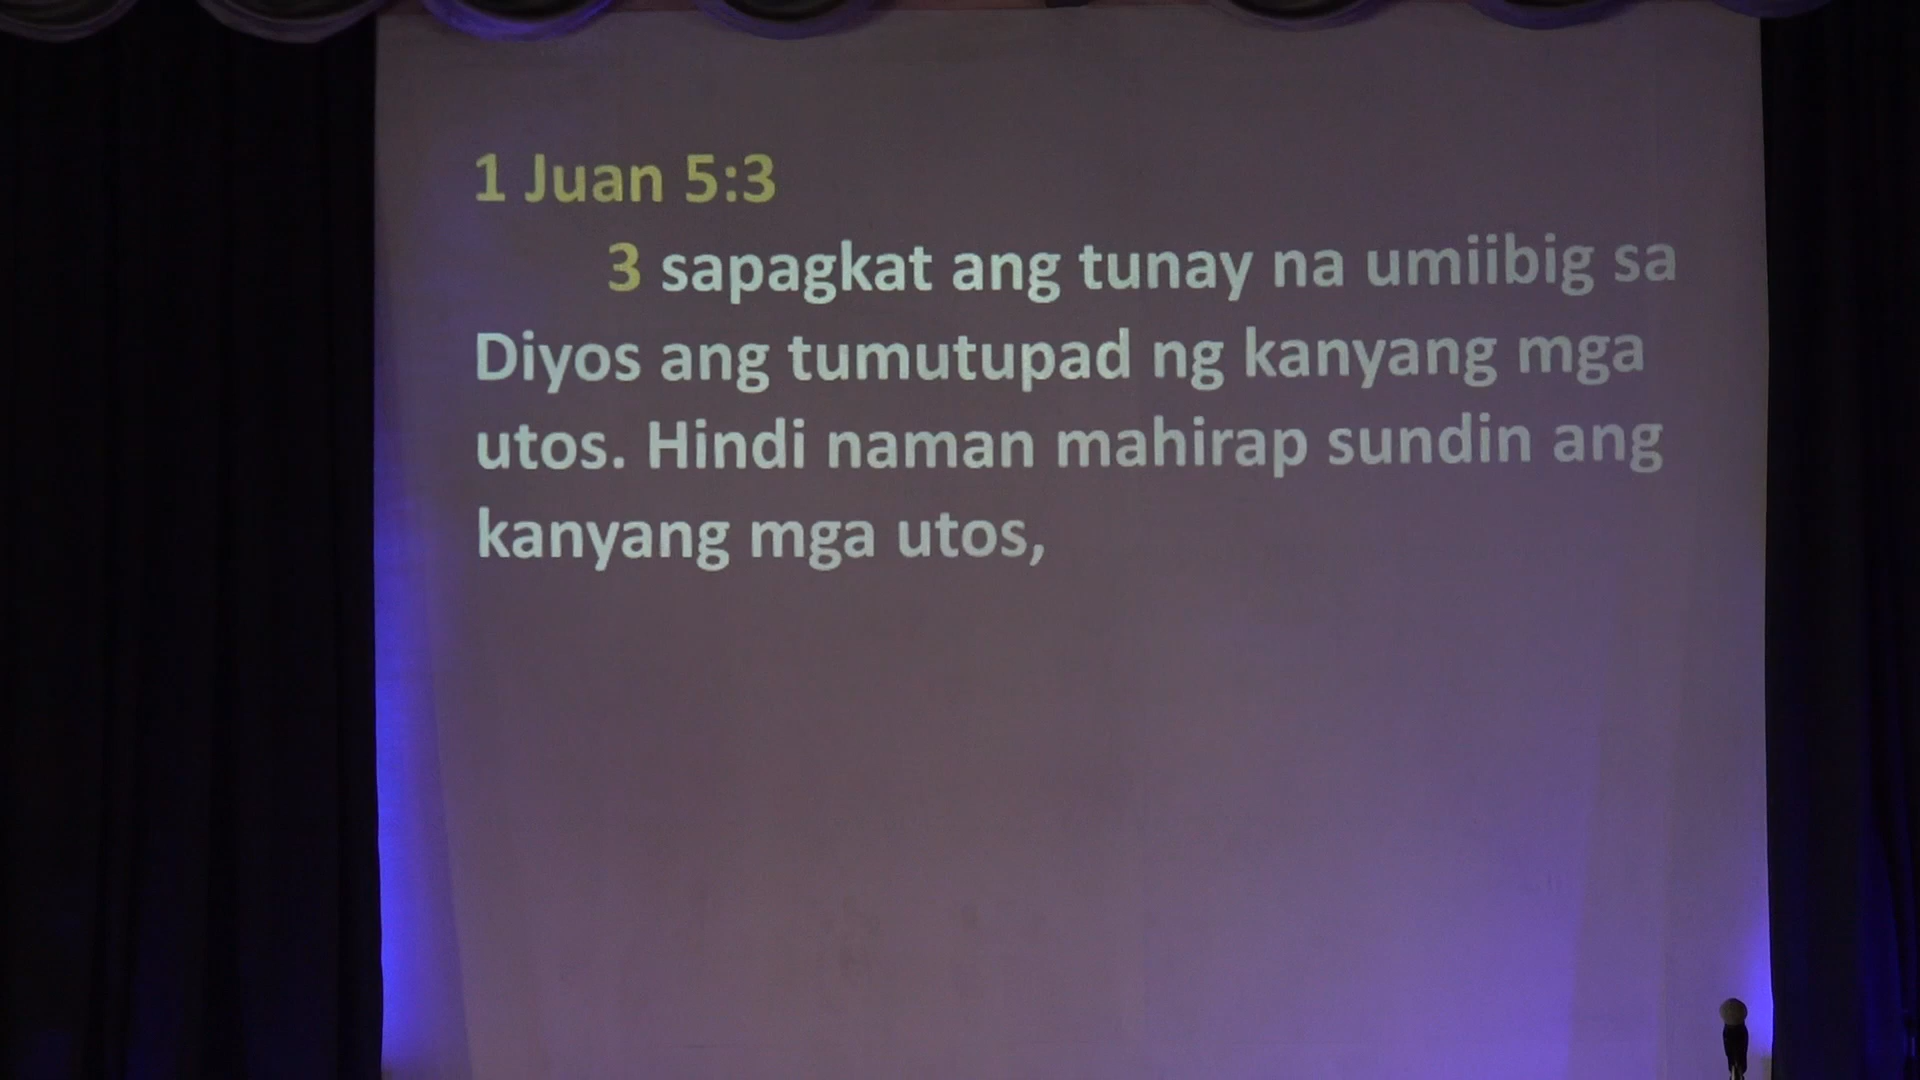 1 Juan 5:3
3 sapagkat ang tunay na umiibig sa
Diyos ang tumutupad ng kanyang mga
utos. Hindi naman mahirap sundin ang
kanyang mga utos,